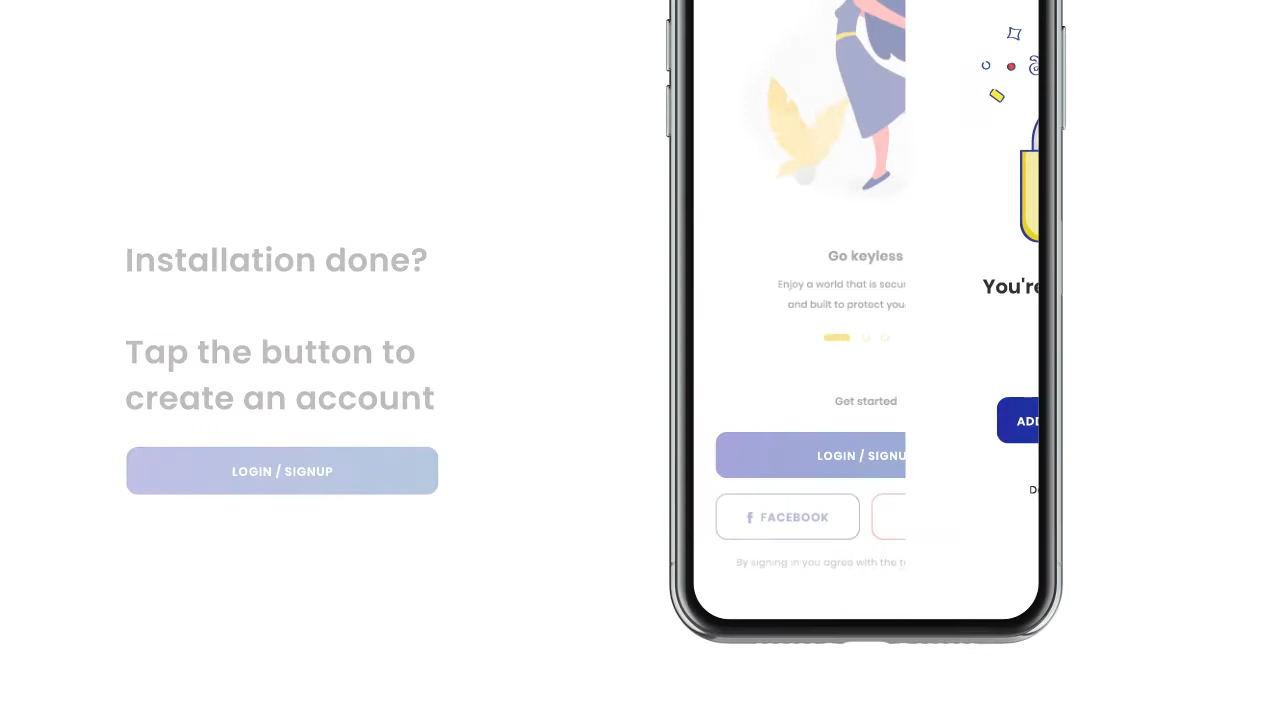 Installation done?
Tap the button to
create an account
LOGIN / SIGNUP
Go keyless
Enjoy a world that is secur
and built to protect you
Get started
LOGIN / SIGNU
FACEBOOK
By signing in you agree with the t
You're
ADD